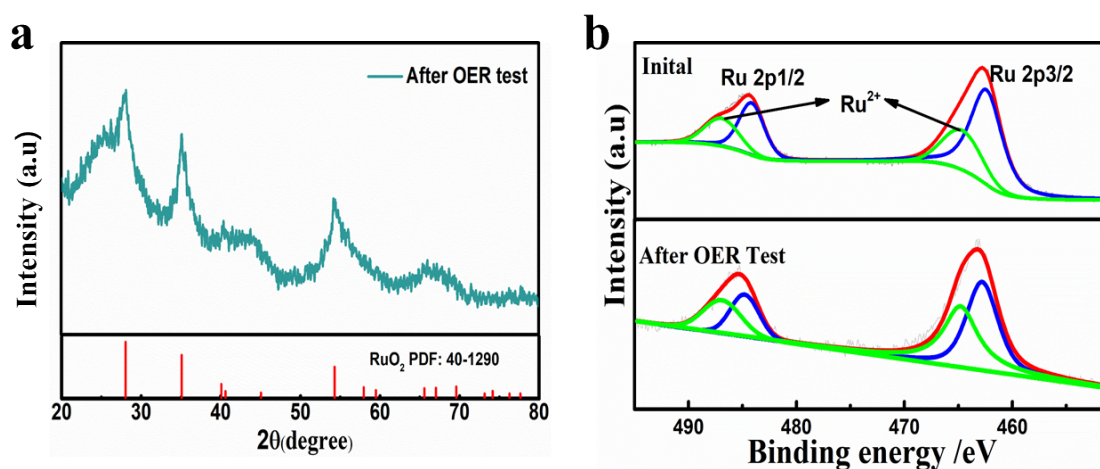 a
After OER test
Intensity (a.u)
RuO₂ PDF: 40-1290
20 30 40 50 60 70 80
2θ(degree)
b
Inital
Ru 2p1/2
Ru²⁺
Ru 2p3/2
After OER Test
Intensity (a.u)
490 480 470 460
Binding energy /eV